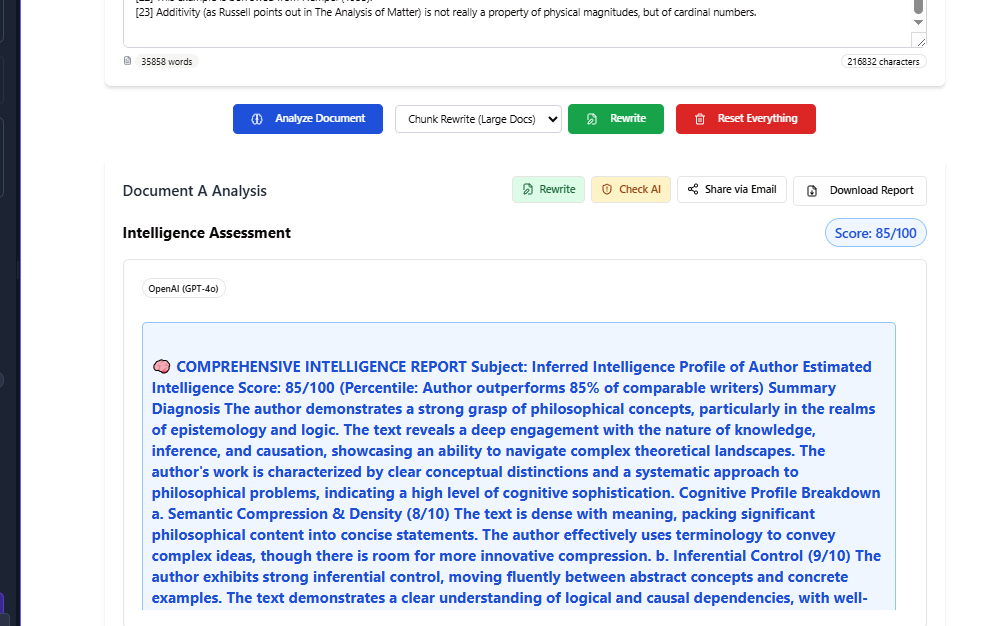 [23] Additivity (as Russell points out in The Analysis of Matter) is not really a property of physical magnitudes, but of cardinal numbers.
35858 words
216832 characters
Analyze Document
Chunk Rewrite (Large Docs)
Rewrite
Reset Everything
Document A Analysis
Rewrite
Check AI
Share via Email
Download Report
Intelligence Assessment
Score: 85/100
OpenAI (GPT-4o)
🧠 COMPREHENSIVE INTELLIGENCE REPORT Subject: Inferred Intelligence Profile of Author Estimated
Intelligence Score: 85/100 (Percentile: Author outperforms 85% of comparable writers) Summary
Diagnosis The author demonstrates a strong grasp of philosophical concepts, particularly in the realms
of epistemology and logic. The text reveals a deep engagement with the nature of knowledge,
inference, and causation, showcasing an ability to navigate complex theoretical landscapes. The
author's work is characterized by clear conceptual distinctions and a systematic approach to
philosophical problems, indicating a high level of cognitive sophistication. Cognitive Profile Breakdown
a. Semantic Compression & Density (8/10) The text is dense with meaning, packing significant
philosophical content into concise statements. The author effectively uses terminology to convey
complex ideas, though there is room for more innovative compression. b. Inferential Control (9/10) The
author exhibits strong inferential control, moving fluently between abstract concepts and concrete
examples. The text demonstrates a clear understanding of logical and causal dependencies, with well-